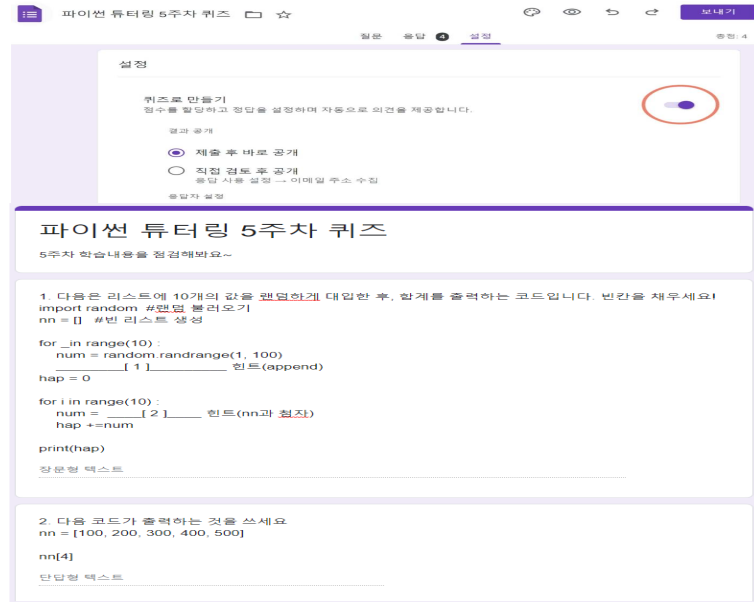 파이썬 튜터링 5주차 퀴즈
보내기
질문 응답 4 설정
총점: 4
설정
퀴즈로 만들기
점수를 할당하고 정답을 설정하며 자동으로 의견을 제공합니다.
결과 공개
제출 후 바로 공개
직접 검토 후 공개
응답 사용 설정 → 이메일 주소 수집
응답자 설정
파이썬 튜터링 5주차 퀴즈
5주차 학습내용을 점검해봐요~
1. 다음은 리스트에 10개의 값을 랜덤하게 대입한 후, 합계를 출력하는 코드입니다. 빈칸을 채우세요!
import random #랜덤 불러오기
nn = [] #빈 리스트 생성
for _in range(10) :
num = random.randrange(1, 100)
__________[ 1 ]___________ 힌트(append)
hap = 0
for i in range(10) :
num = _____[ 2 ]_____ 힌트(nn과 첨자)
hap +=num
print(hap)
장문형 텍스트
2. 다음 코드가 출력하는 것을 쓰세요
nn = [100, 200, 300, 400, 500]
nn[4]
단답형 텍스트